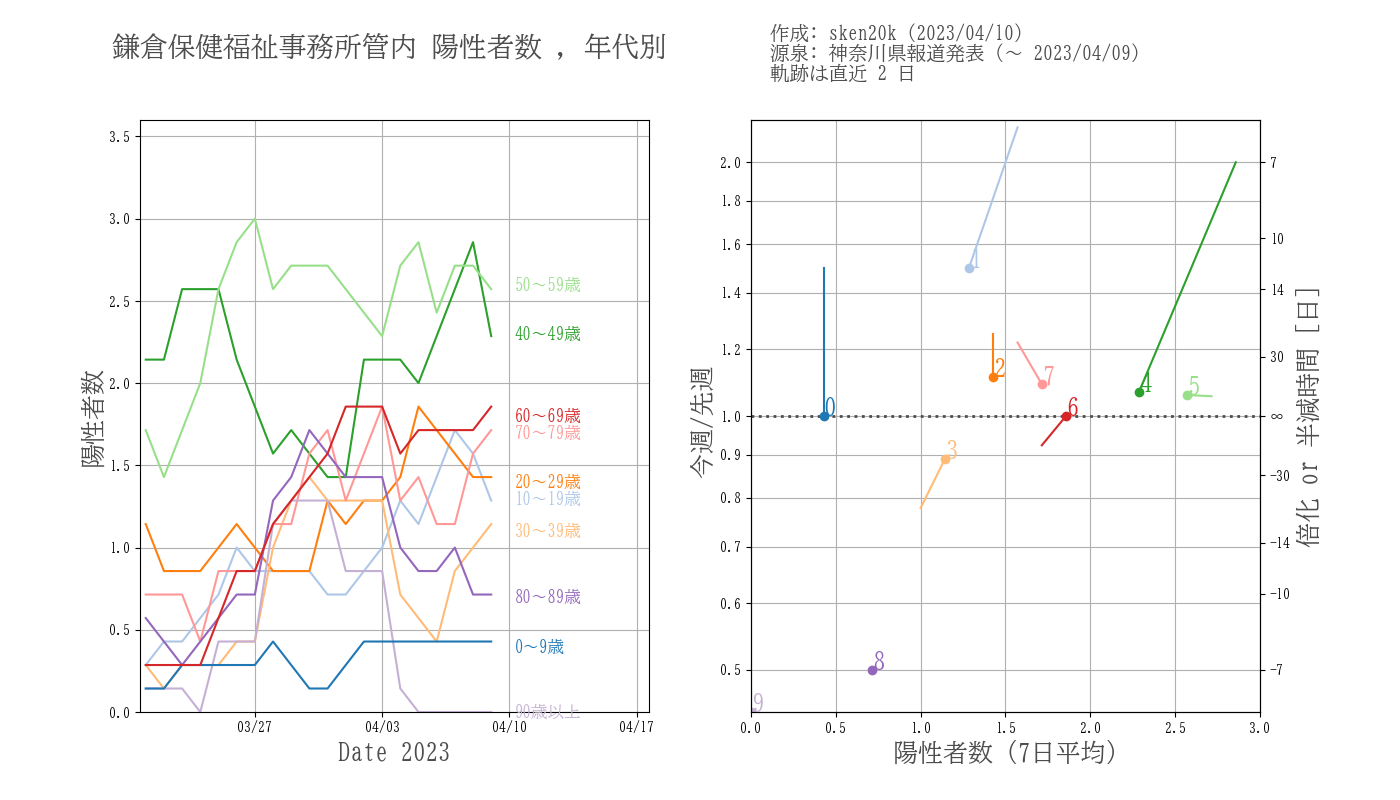 鎌倉保健福祉事務所管内 陽性者数 , 年代別
作成: sken20k (2023/04/10)
源泉: 神奈川県報道発表 (～ 2023/04/09)
軌跡は直近 2 日
陽性者数
3.5
3.0
2.5
2.0
1.5
1.0
0.5
0.0
03/27
04/03
04/10
04/17
Date 2023
50～59歳
40～49歳
60～69歳
70～79歳
20～29歳
10～19歳
30～39歳
80～89歳
0～9歳
90歳以上
今週/先週
2.0
1.8
1.6
1.4
1.2
1.0
0.9
0.8
0.7
0.6
0.5
1
2
7
4
5
0
6
3
8
9
0.0
0.5
1.0
1.5
2.0
2.5
3.0
陽性者数 (7日平均)
7
10
14
30
∞
-30
-14
-10
-7
倍化 or 半減時間 [日]